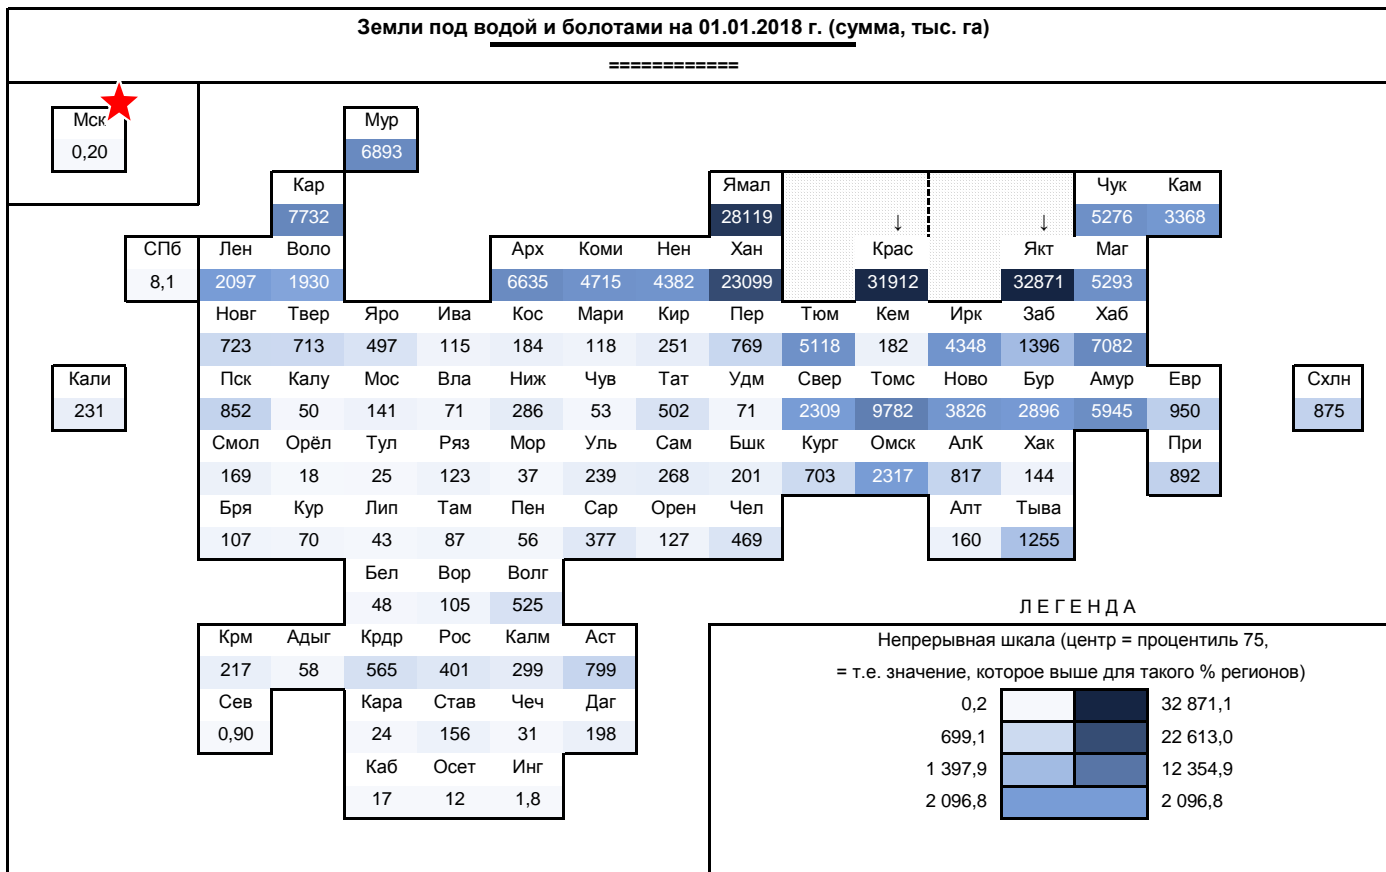 Земли под водой и болотами на 01.01.2018 г. (сумма, тыс. га)
============
Мск Мур
0,20 6893
Кар Ямал Чук Кам
7732 28119 ↓ ↓ 5276 3368
СПб Лен Воло Арх Коми Нен Хан Крас Якт Маг
8,1 2097 1930 6635 4715 4382 23099 31912 32871 5293
Новг Твер Яро Ива Кос Мари Кир Пер Тюм Кем Ирк Заб Хаб
723 713 497 115 184 118 251 769 5118 182 4348 1396 7082
Кали Пск Калу Мос Вла Ниж Чув Тат Удм Свер Томс Ново Бур Амур Евр Схлн
231 852 50 141 71 286 53 502 71 2309 9782 3826 2896 5945 950 875
Смол Орёл Тул Ряз Мор Уль Сам Бшк Кург Омск АлК Хак При
169 18 25 123 37 239 268 201 703 2317 817 144 892
Бря Кур Лип Там Пен Сар Орен Чел Алт Тыва
107 70 43 87 56 377 127 469 160 1255
Бел Вор Волг
48 105 525
Крм Адыг Крдр Рос Калм Аст
217 58 565 401 299 799
Сев Кара Став Чеч Даг
0,90 24 156 31 198
Каб Осет Инг
17 12 1,8
Л Е Г Е Н Д А
Непрерывная шкала (центр = процентиль 75,
= т.е. значение, которое выше для такого % регионов)
0,2 32 871,1
699,1 22 613,0
1 397,9 12 354,9
2 096,8 2 096,8